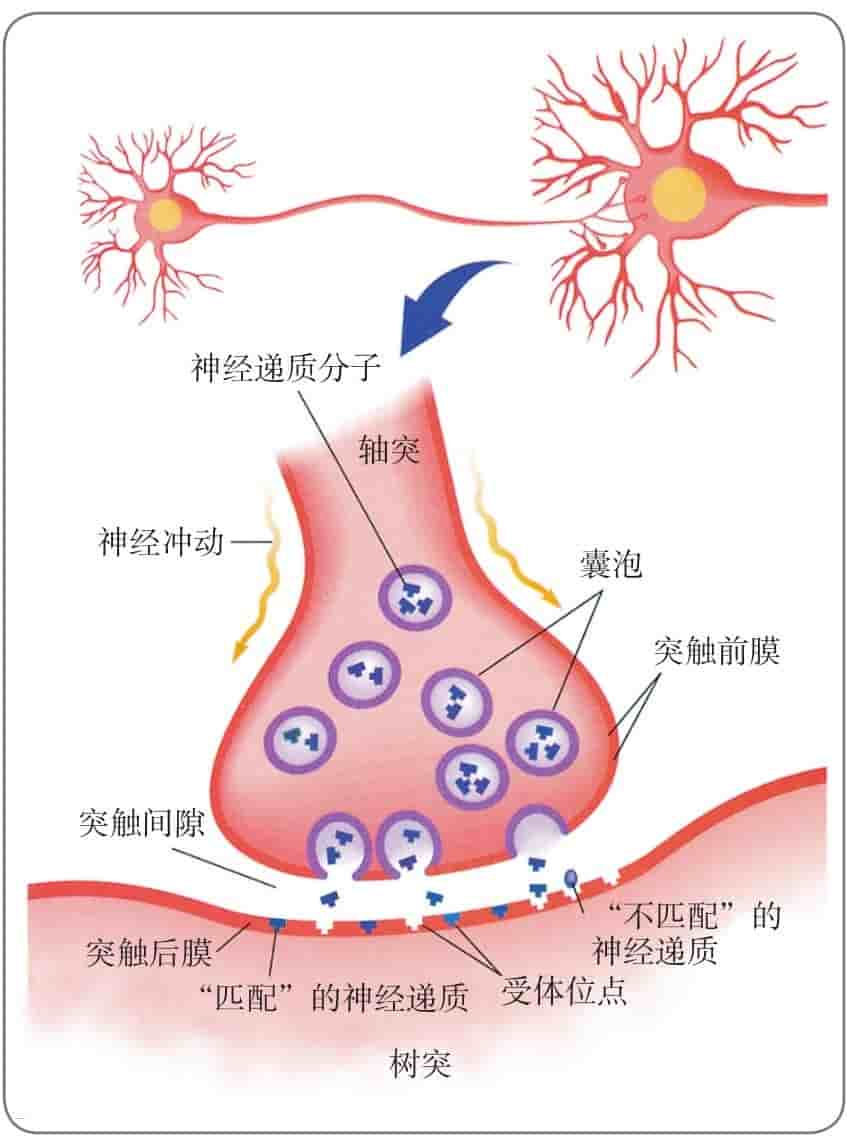 神经递质分子
轴突
神经冲动
囊泡
突触前膜
突触间隙
“不匹配”的
神经递质
突触后膜
“匹配”的神经递质
受体位点
树突